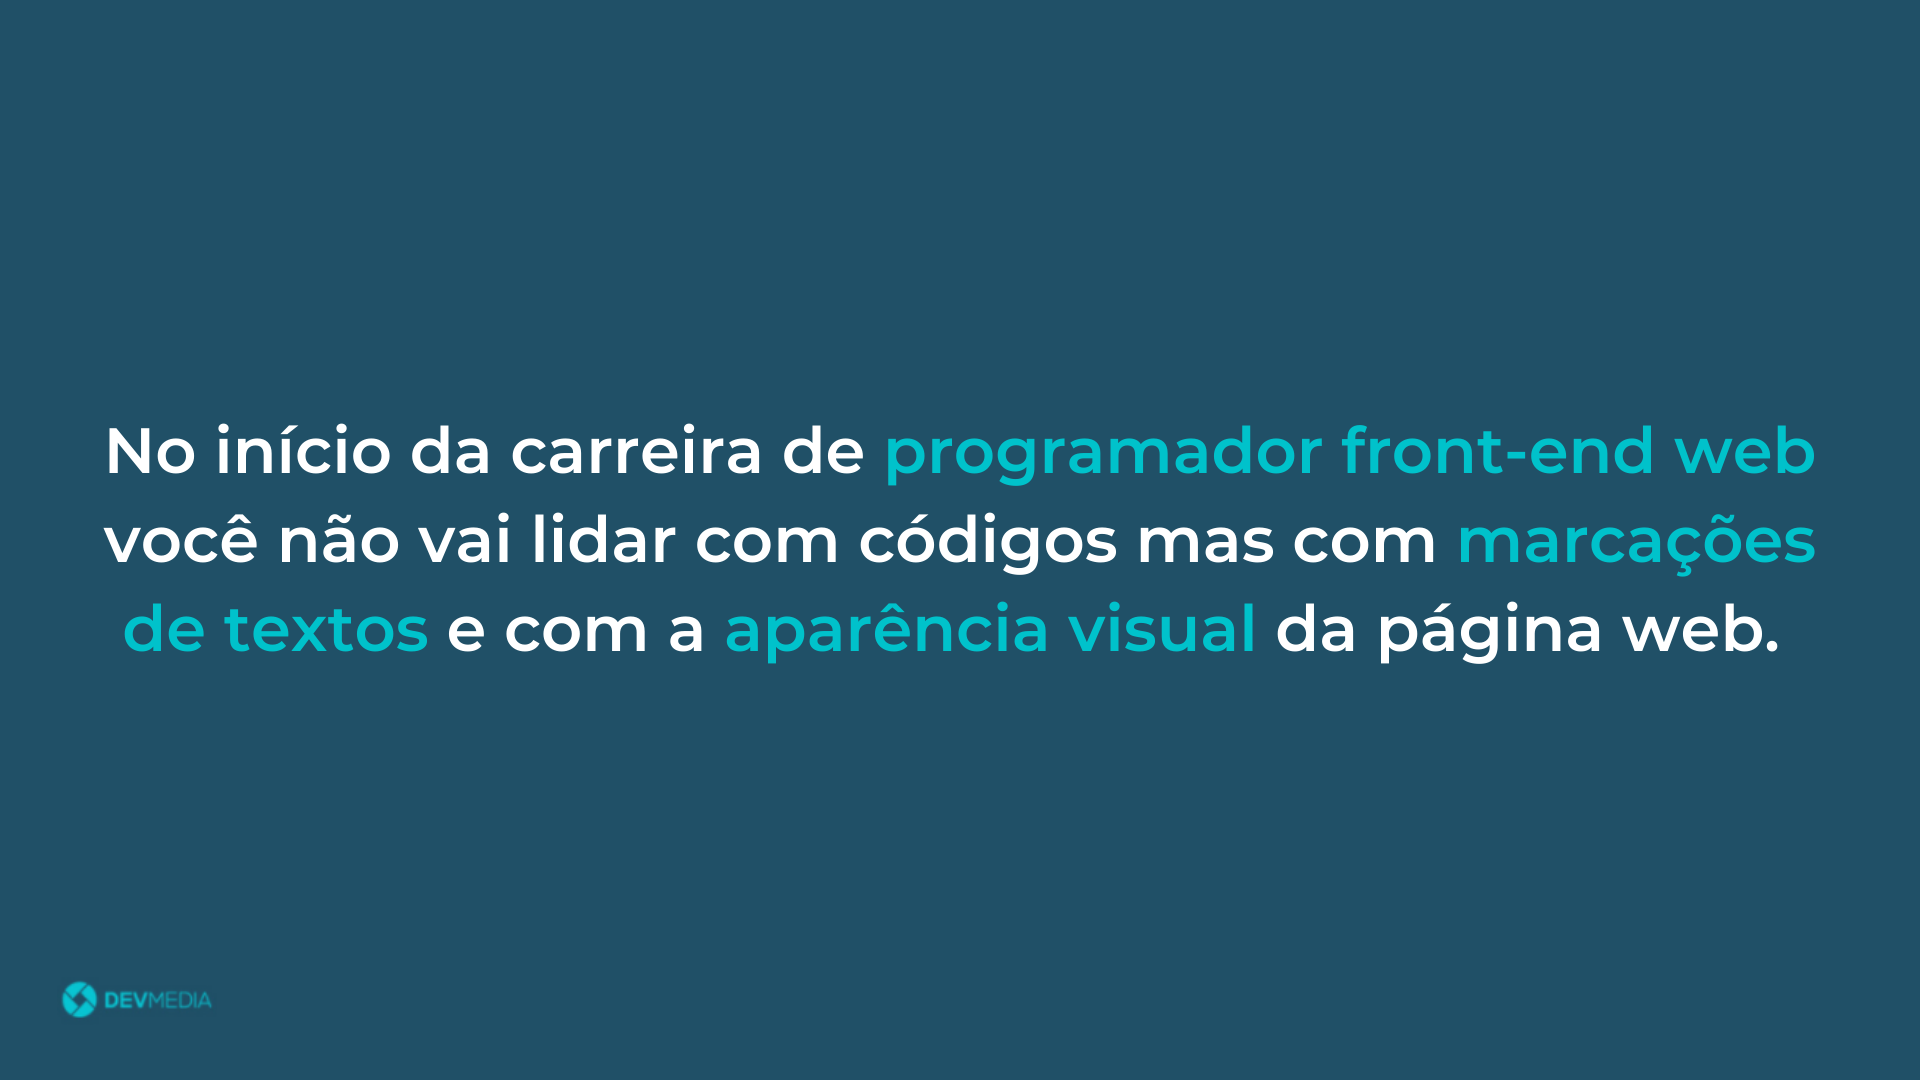 No início da carreira de programador front-end web
você não vai lidar com códigos mas com marcações
de textos e com a aparência visual da página web.
DEVMEDIA